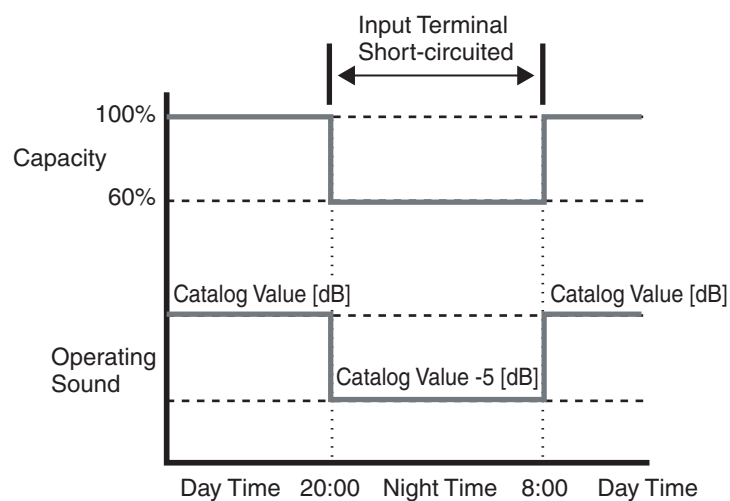 Input Terminal
Short-circuited
100%
Capacity
60%
Catalog Value [dB]
Catalog Value [dB]
Operating
Sound
Catalog Value -5 [dB]
Day Time 20:00 Night Time 8:00 Day Time